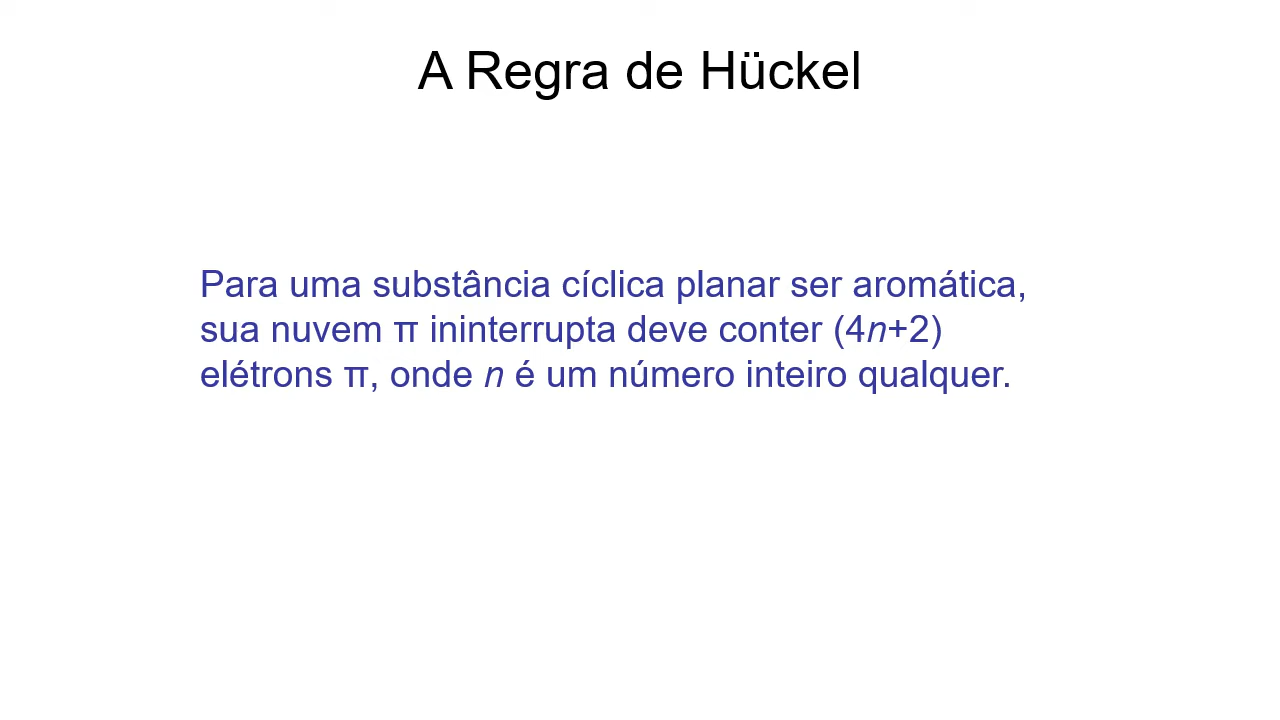 A Regra de Hückel
Para uma substância cíclica planar ser aromática,
sua nuvem π ininterrupta deve conter (4n+2)
elétrons π, onde n é um número inteiro qualquer.